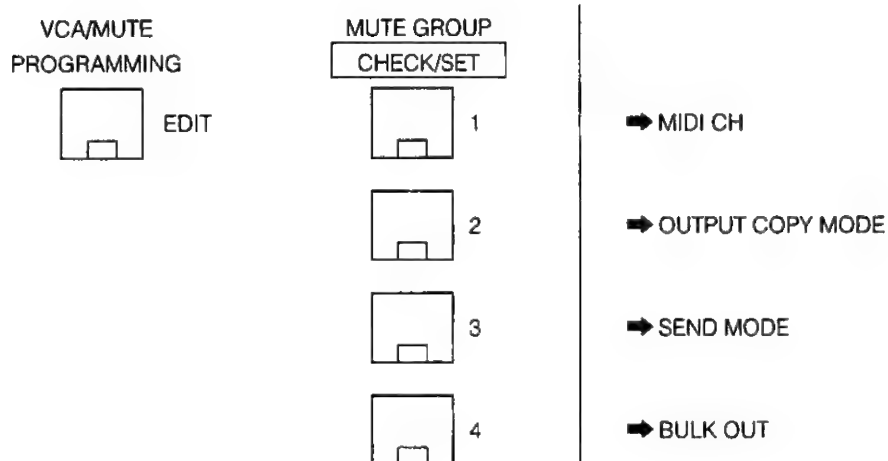 VCA/MUTE
PROGRAMMING
EDIT
MUTE GROUP
CHECK/SET
1
➡ MIDI CH
2
➡ OUTPUT COPY MODE
3
➡ SEND MODE
4
➡ BULK OUT